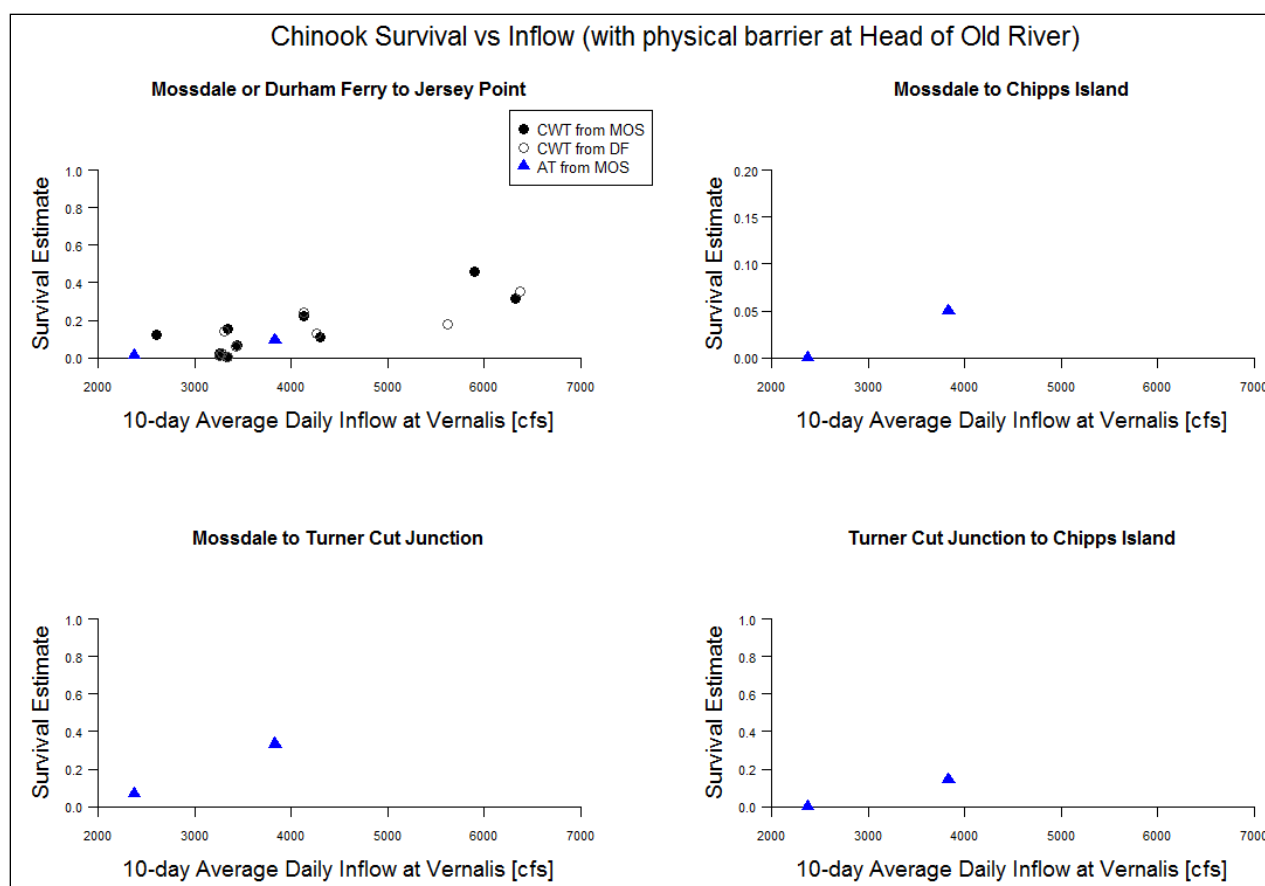 Chinook Survival vs Inflow (with physical barrier at Head of Old River)
Mossdale or Durham Ferry to Jersey Point
CWT from MOS
CWT from DF
AT from MOS
Survival Estimate
1.0
0.8
0.6
0.4
0.2
0.0
2000 3000 4000 5000 6000 7000
10-day Average Daily Inflow at Vernalis [cfs]
Mossdale to Chipps Island
Survival Estimate
0.20
0.15
0.10
0.05
0.00
2000 3000 4000 5000 6000 7000
10-day Average Daily Inflow at Vernalis [cfs]
Mossdale to Turner Cut Junction
Survival Estimate
1.0
0.8
0.6
0.4
0.2
0.0
2000 3000 4000 5000 6000 7000
10-day Average Daily Inflow at Vernalis [cfs]
Turner Cut Junction to Chipps Island
Survival Estimate
1.0
0.8
0.6
0.4
0.2
0.0
2000 3000 4000 5000 6000 7000
10-day Average Daily Inflow at Vernalis [cfs]